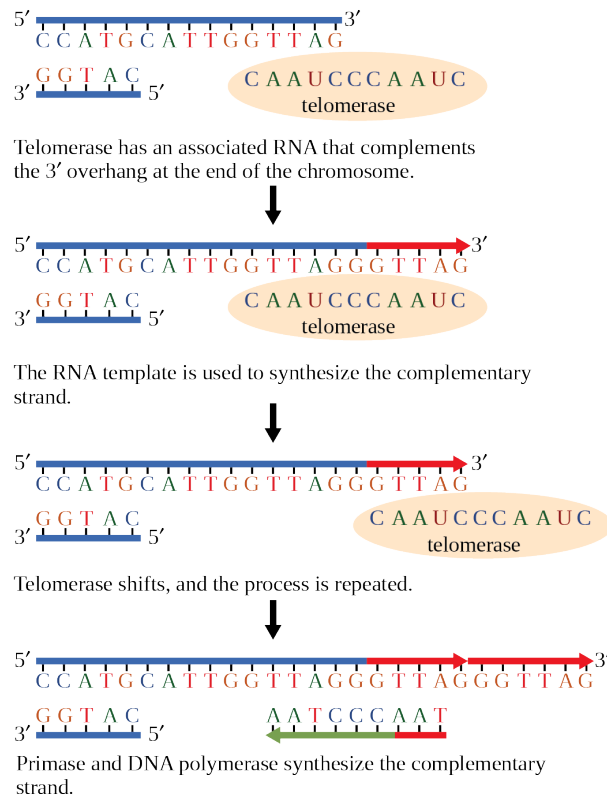 5′ 3′
C C A T G C A T T G G T T A G
G G T A C C A A U C C C A A U C
3′ 5′ telomerase
Telomerase has an associated RNA that complements
the 3′ overhang at the end of the chromosome.
5′ 3′
C C A T G C A T T G G T T A G G G T T A G
G G T A C C A A U C C C A A U C
3′ 5′ telomerase
The RNA template is used to synthesize the complementary
strand.
5′ 3′
C C A T G C A T T G G T T A G G G T T A G
G G T A C C A A U C C C A A U C
3′ 5′ telomerase
Telomerase shifts, and the process is repeated.
5′ 3′
C C A T G C A T T G G T T A G G G T T A G G G T T A G
G G T A C A A T C C C A A T
3′ 5′
Primase and DNA polymerase synthesize the complementary
strand.